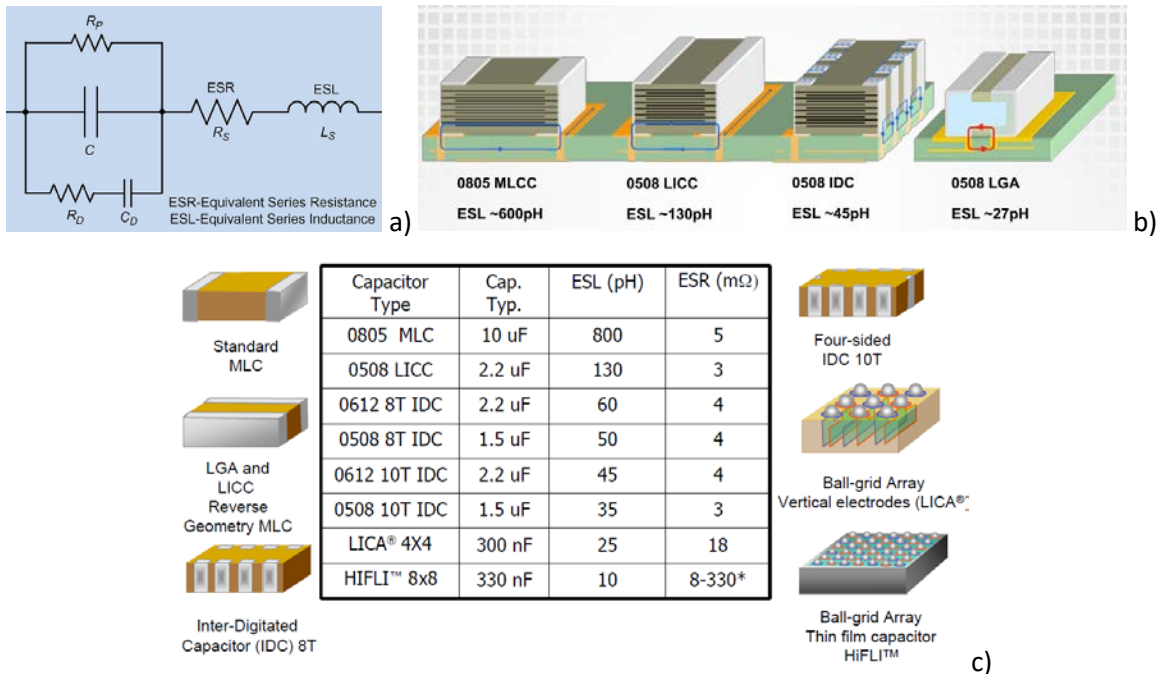 R_P
C
ESR
R_S
ESL
L_S
R_D
C_D
ESR-Equivalent Series Resistance
ESL-Equivalent Series Inductance
a)
0805 MLCC
ESL ~600pH
0508 LICC
ESL ~130pH
0508 IDC
ESL ~45pH
0508 LGA
ESL ~27pH
b)
Standard
MLC
LGA and
LICC
Reverse
Geometry MLC
Inter-Digitated
Capacitor (IDC) 8T
Capacitor Cap. ESL (pH) ESR (mΩ)
Type Typ.
0805 MLC 10 uF 800 5
0508 LICC 2.2 uF 130 3
0612 8T IDC 2.2 uF 60 4
0508 8T IDC 1.5 uF 50 4
0612 10T IDC 2.2 uF 45 4
0508 10T IDC 1.5 uF 35 3
LICA® 4X4 300 nF 25 18
HIFLI™ 8x8 330 nF 10 8-330*
Four-sided
IDC 10T
Ball-grid Array
Vertical electrodes (LICA®)
Ball-grid Array
Thin film capacitor
HiFLI™
c)